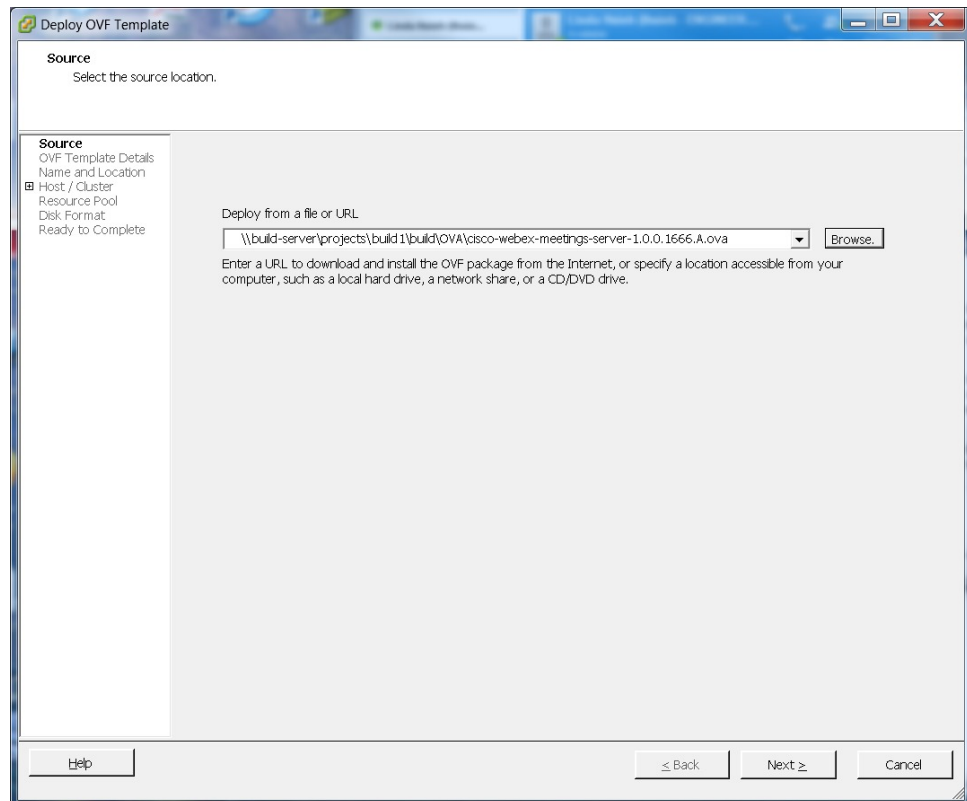 Deploy OVF Template
Source
Select the source location.
Source
OVF Template Details
Name and Location
Host / Cluster
Resource Pool
Disk Format
Ready to Complete
Deploy from a file or URL
\\build-server\projects\build1\build\OVA\cisco-webex-meetings-server-1.0.0.1666.A.ova
Browse.
Enter a URL to download and install the OVF package from the Internet, or specify a location accessible from your
computer, such as a local hard drive, a network share, or a CD/DVD drive.
Help
< Back
Next >
Cancel